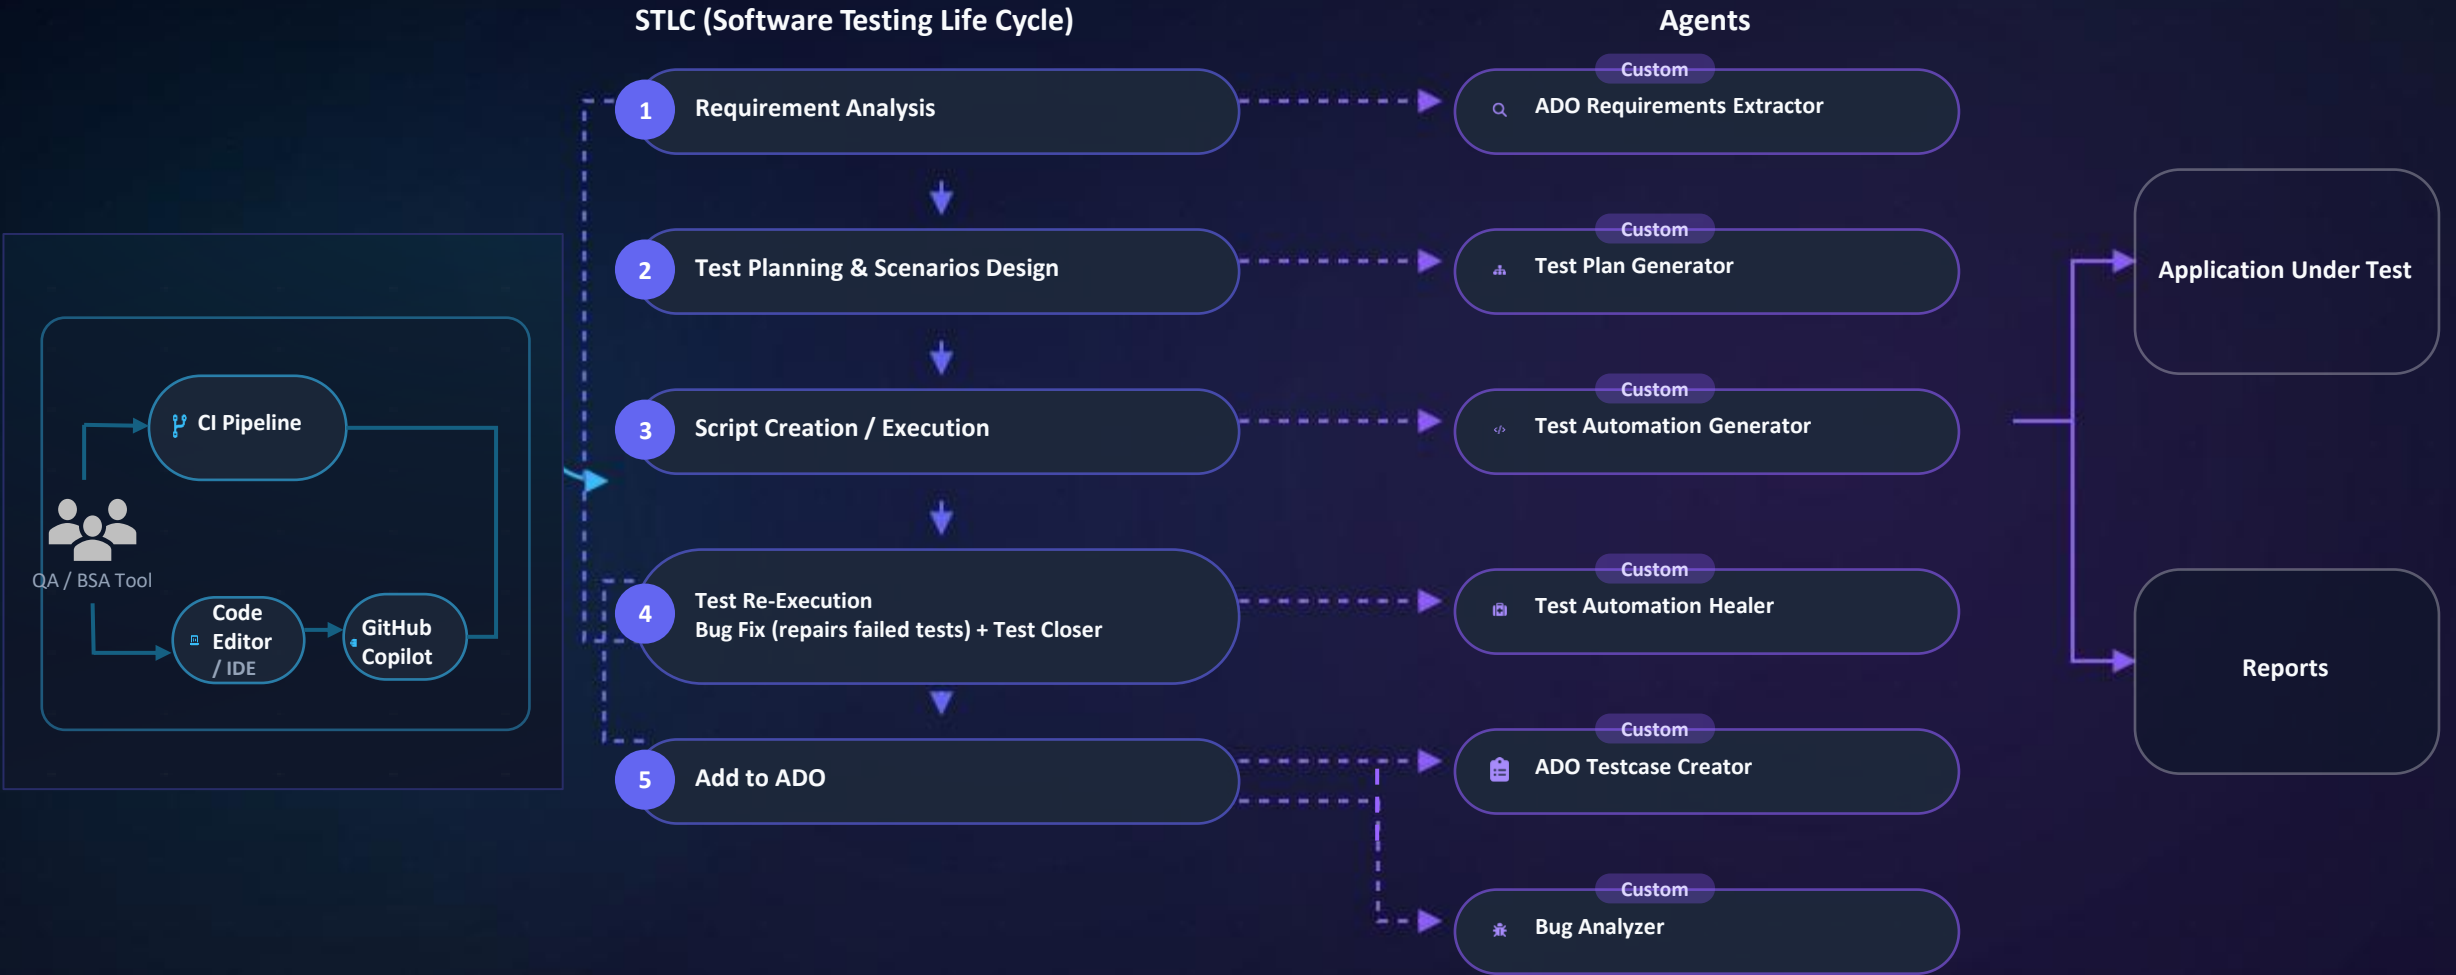 STLC (Software Testing Life Cycle)
Agents
1
Requirement Analysis
Custom
ADO Requirements Extractor
2
Test Planning & Scenarios Design
Custom
Test Plan Generator
3
Script Creation / Execution
Custom
Test Automation Generator
4
Test Re-Execution
Bug Fix (repairs failed tests) + Test Closer
Custom
Test Automation Healer
5
Add to ADO
Custom
ADO Testcase Creator
Custom
Bug Analyzer
CI Pipeline
QA / BSA Tool
Code
Editor
/ IDE
GitHub
Copilot
Application Under Test
Reports